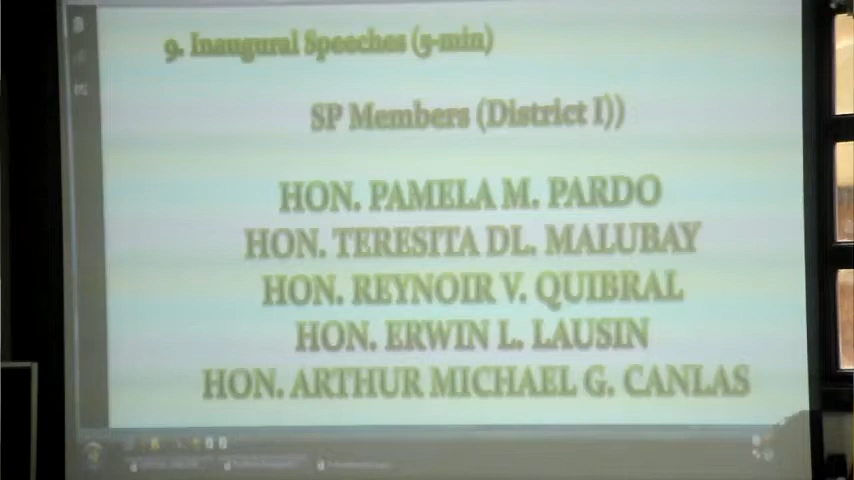 9. Inaugural Speeches (5-min)
SP Members (District I))
HON. PAMELA M. PARDO
HON. TERESITA DL. MALUBAY
HON. REYNOIR V. QUIBRAL
HON. ERWIN L. LAUSIN
HON. ARTHUR MICHAEL G. CANLAS